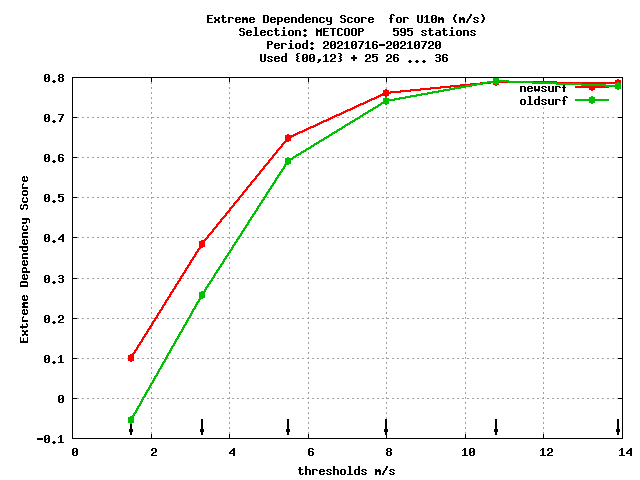 Extreme Dependency Score  for U10m (m/s)
Selection: METCOOP    595 stations
Period: 20210716-20210720
Used {00,12} + 25 26 ... 36
newsurf
oldsurf
Extreme Dependency Score
0.8
0.7
0.6
0.5
0.4
0.3
0.2
0.1
0
-0.1
0 2 4 6 8 10 12 14
thresholds m/s